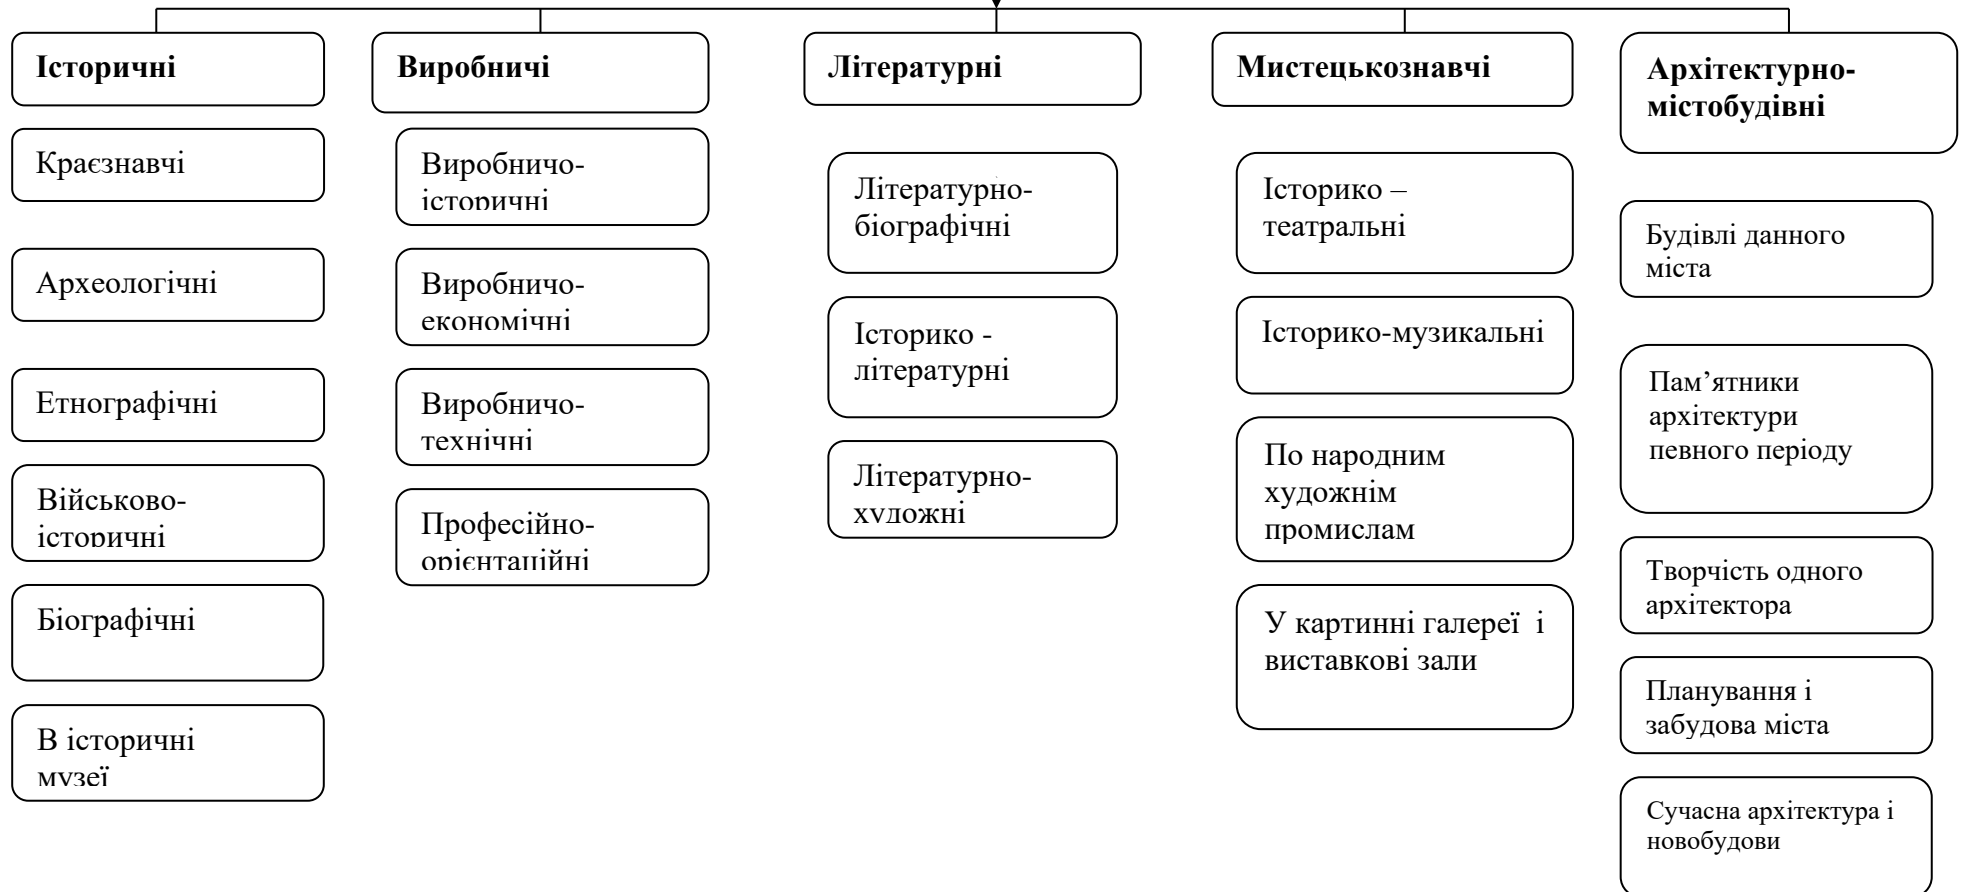 Історичні
Краєзнавчі
Археологічні
Етнографічні
Військово-
історичні
Біографічні
В історичні
музеї
Виробничі
Виробничо-
історичні
Виробничо-
економічні
Виробничо-
технічні
Професійно-
орієнтаційні
Літературні
Літературно-
біографічні
Історико -
літературні
Літературно-
художні
Мистецькознавчі
Історико –
театральні
Історико-музикальні
По народним
художнім
промислам
У картинні галереї  і
виставкові зали
Архітектурно-
містобудівні
Будівлі данного
міста
Пам’ятники
архітектури
певного періоду
Творчість одного
архітектора
Планування і
забудова міста
Сучасна архітектура і
новобудови